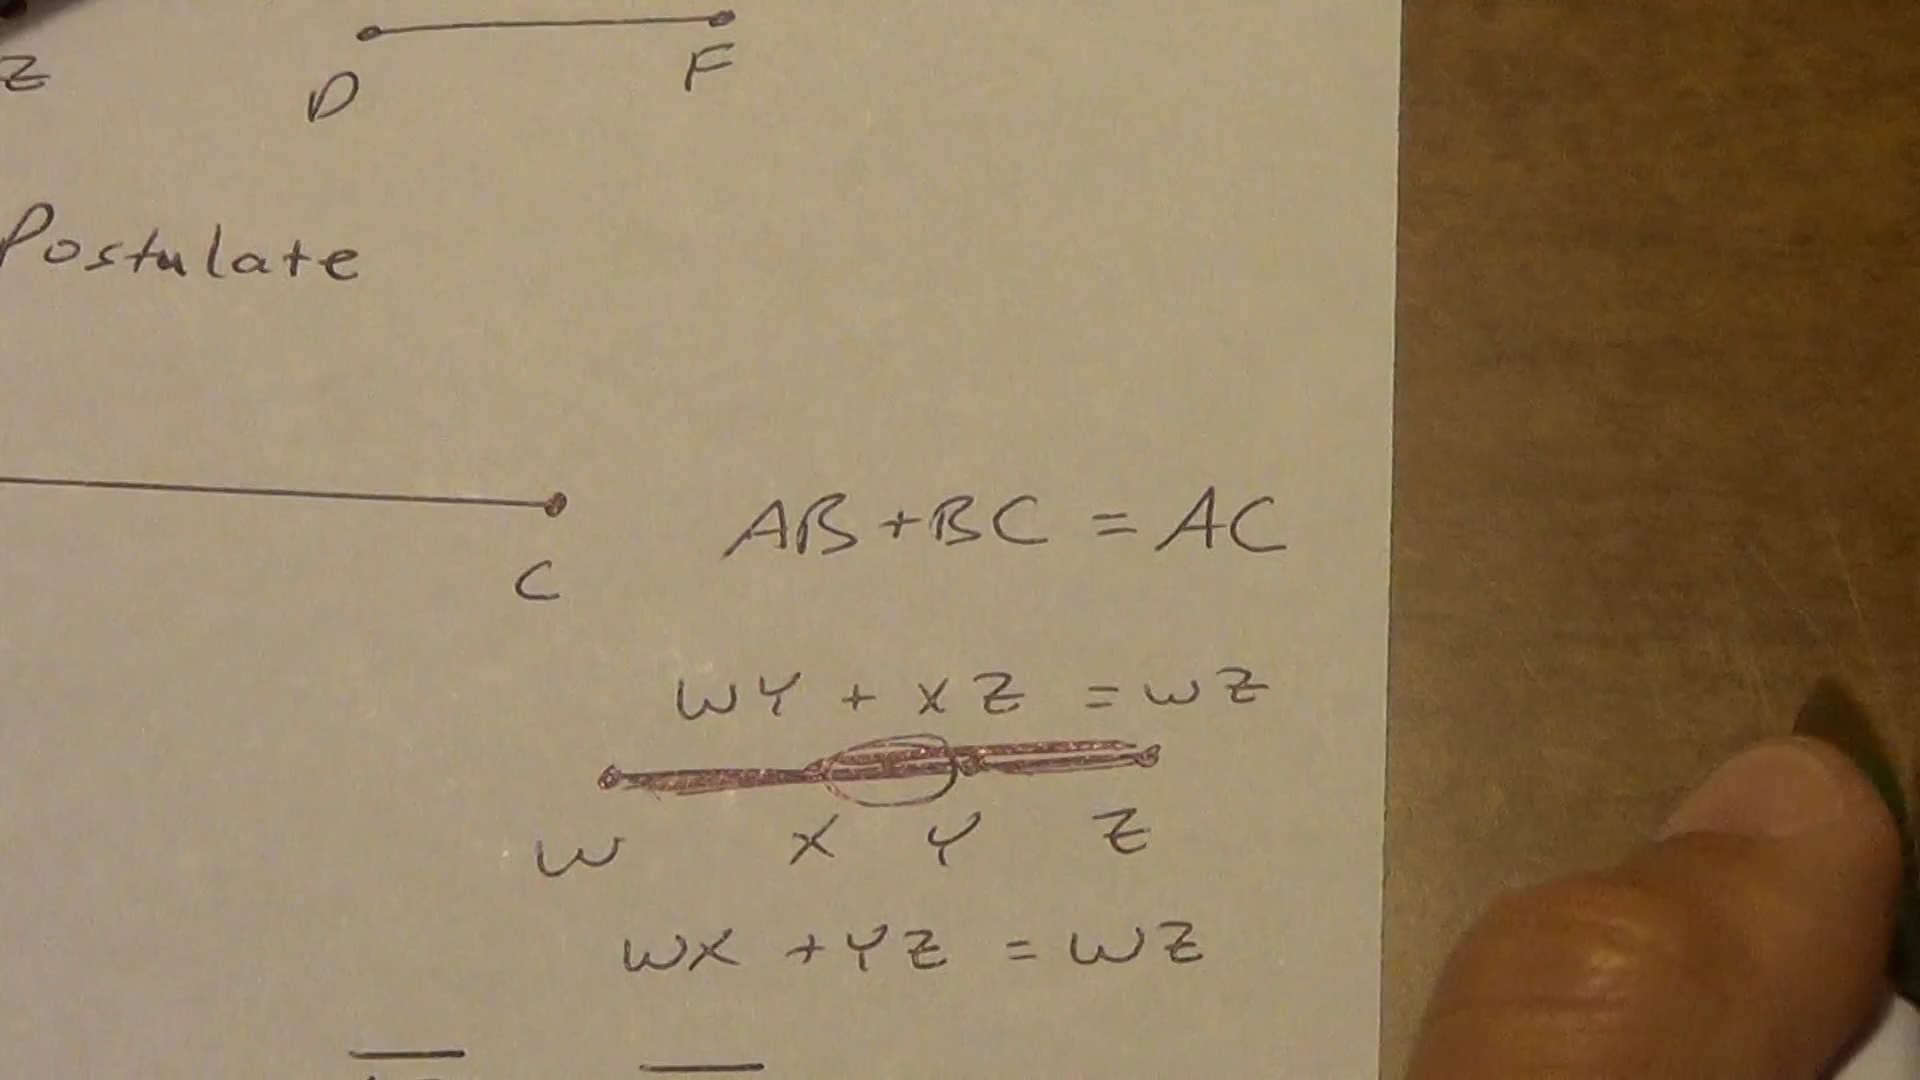 Z D F
Postulate
C
AB + BC = AC
WY + XZ = WZ
W X Y Z
WX + YZ = WZ